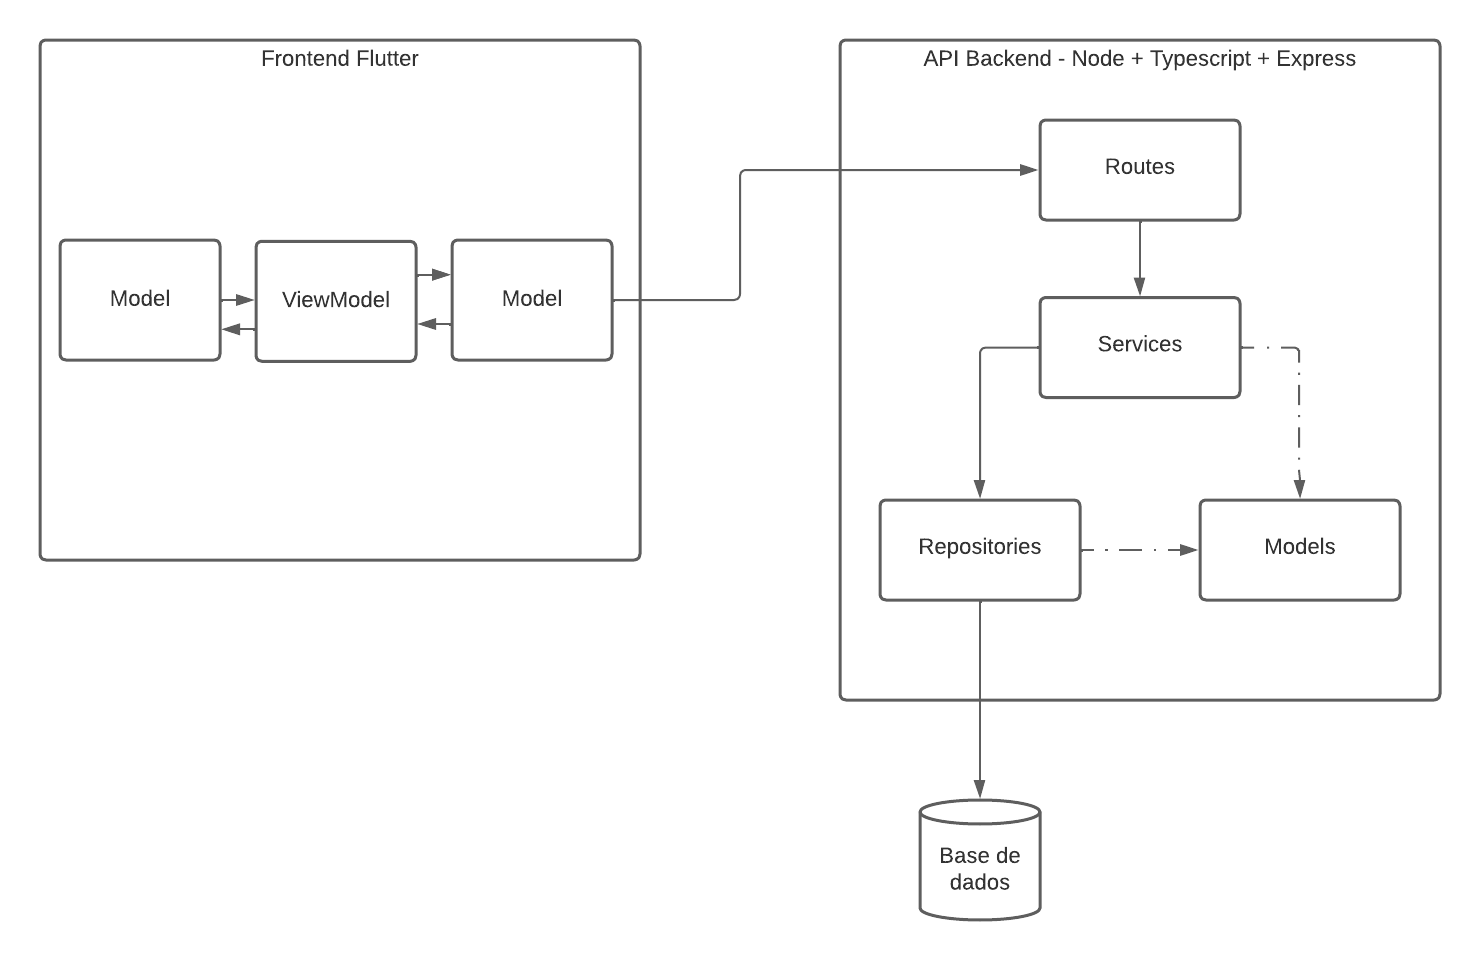 Frontend Flutter
Model
ViewModel
Model
API Backend - Node + Typescript + Express
Routes
Services
Repositories
Models
Base de
dados